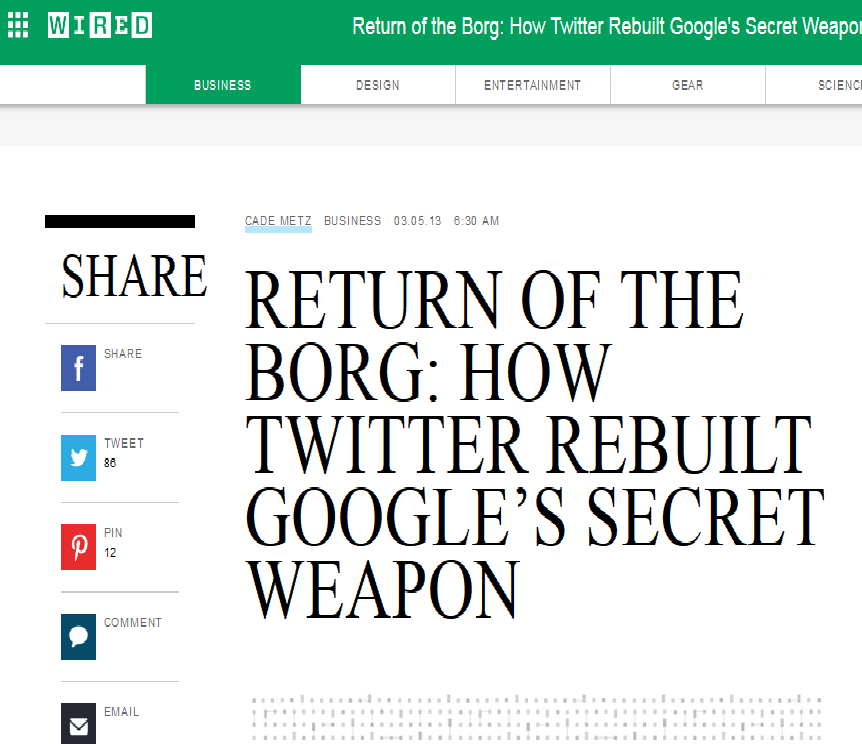 WIRED Return of the Borg: How Twitter Rebuilt Google's Secret Weapon
BUSINESS DESIGN ENTERTAINMENT GEAR SCIENC
CADE METZ BUSINESS 03.05.13 6:30 AM
SHARE
RETURN OF THE
BORG: HOW
TWITTER REBUILT
GOOGLE’S SECRET
WEAPON
SHARE
TWEET
86
PIN
12
COMMENT
EMAIL